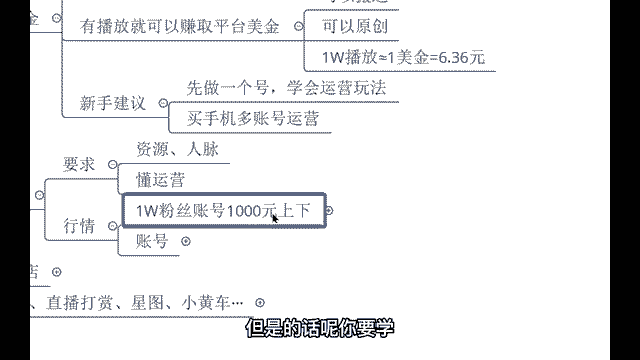 金
有播放就可以赚取平台美金
可以原创
1W播放≈1美金=6.36元
先做一个号，学会运营玩法
新手建议
买手机多账号运营
资源、人脉
要求
懂运营
1W粉丝账号1000元上下
行情
账号
店
、直播打赏、星图、小黄车…
但是的话呢你要学